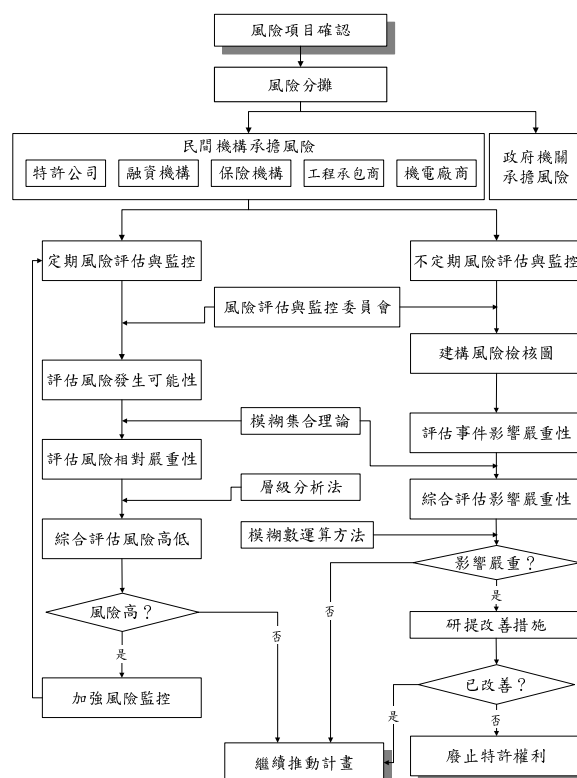 風險項目確認
風險分攤
民間機構承擔風險
特許公司
融資機構
保險機構
工程承包商
機電廠商
政府機關
承擔風險
定期風險評估與監控
不定期風險評估與監控
風險評估與監控委員會
建構風險檢核圖
評估風險發生可能性
模糊集合理論
評估事件影響嚴重性
評估風險相對嚴重性
層級分析法
綜合評估影響嚴重性
綜合評估風險高低
模糊數運算方法
影響嚴重？
是
風險高？
否
否
研提改善措施
是
加強風險監控
已改善？
是
否
繼續推動計畫
廢止特許權利